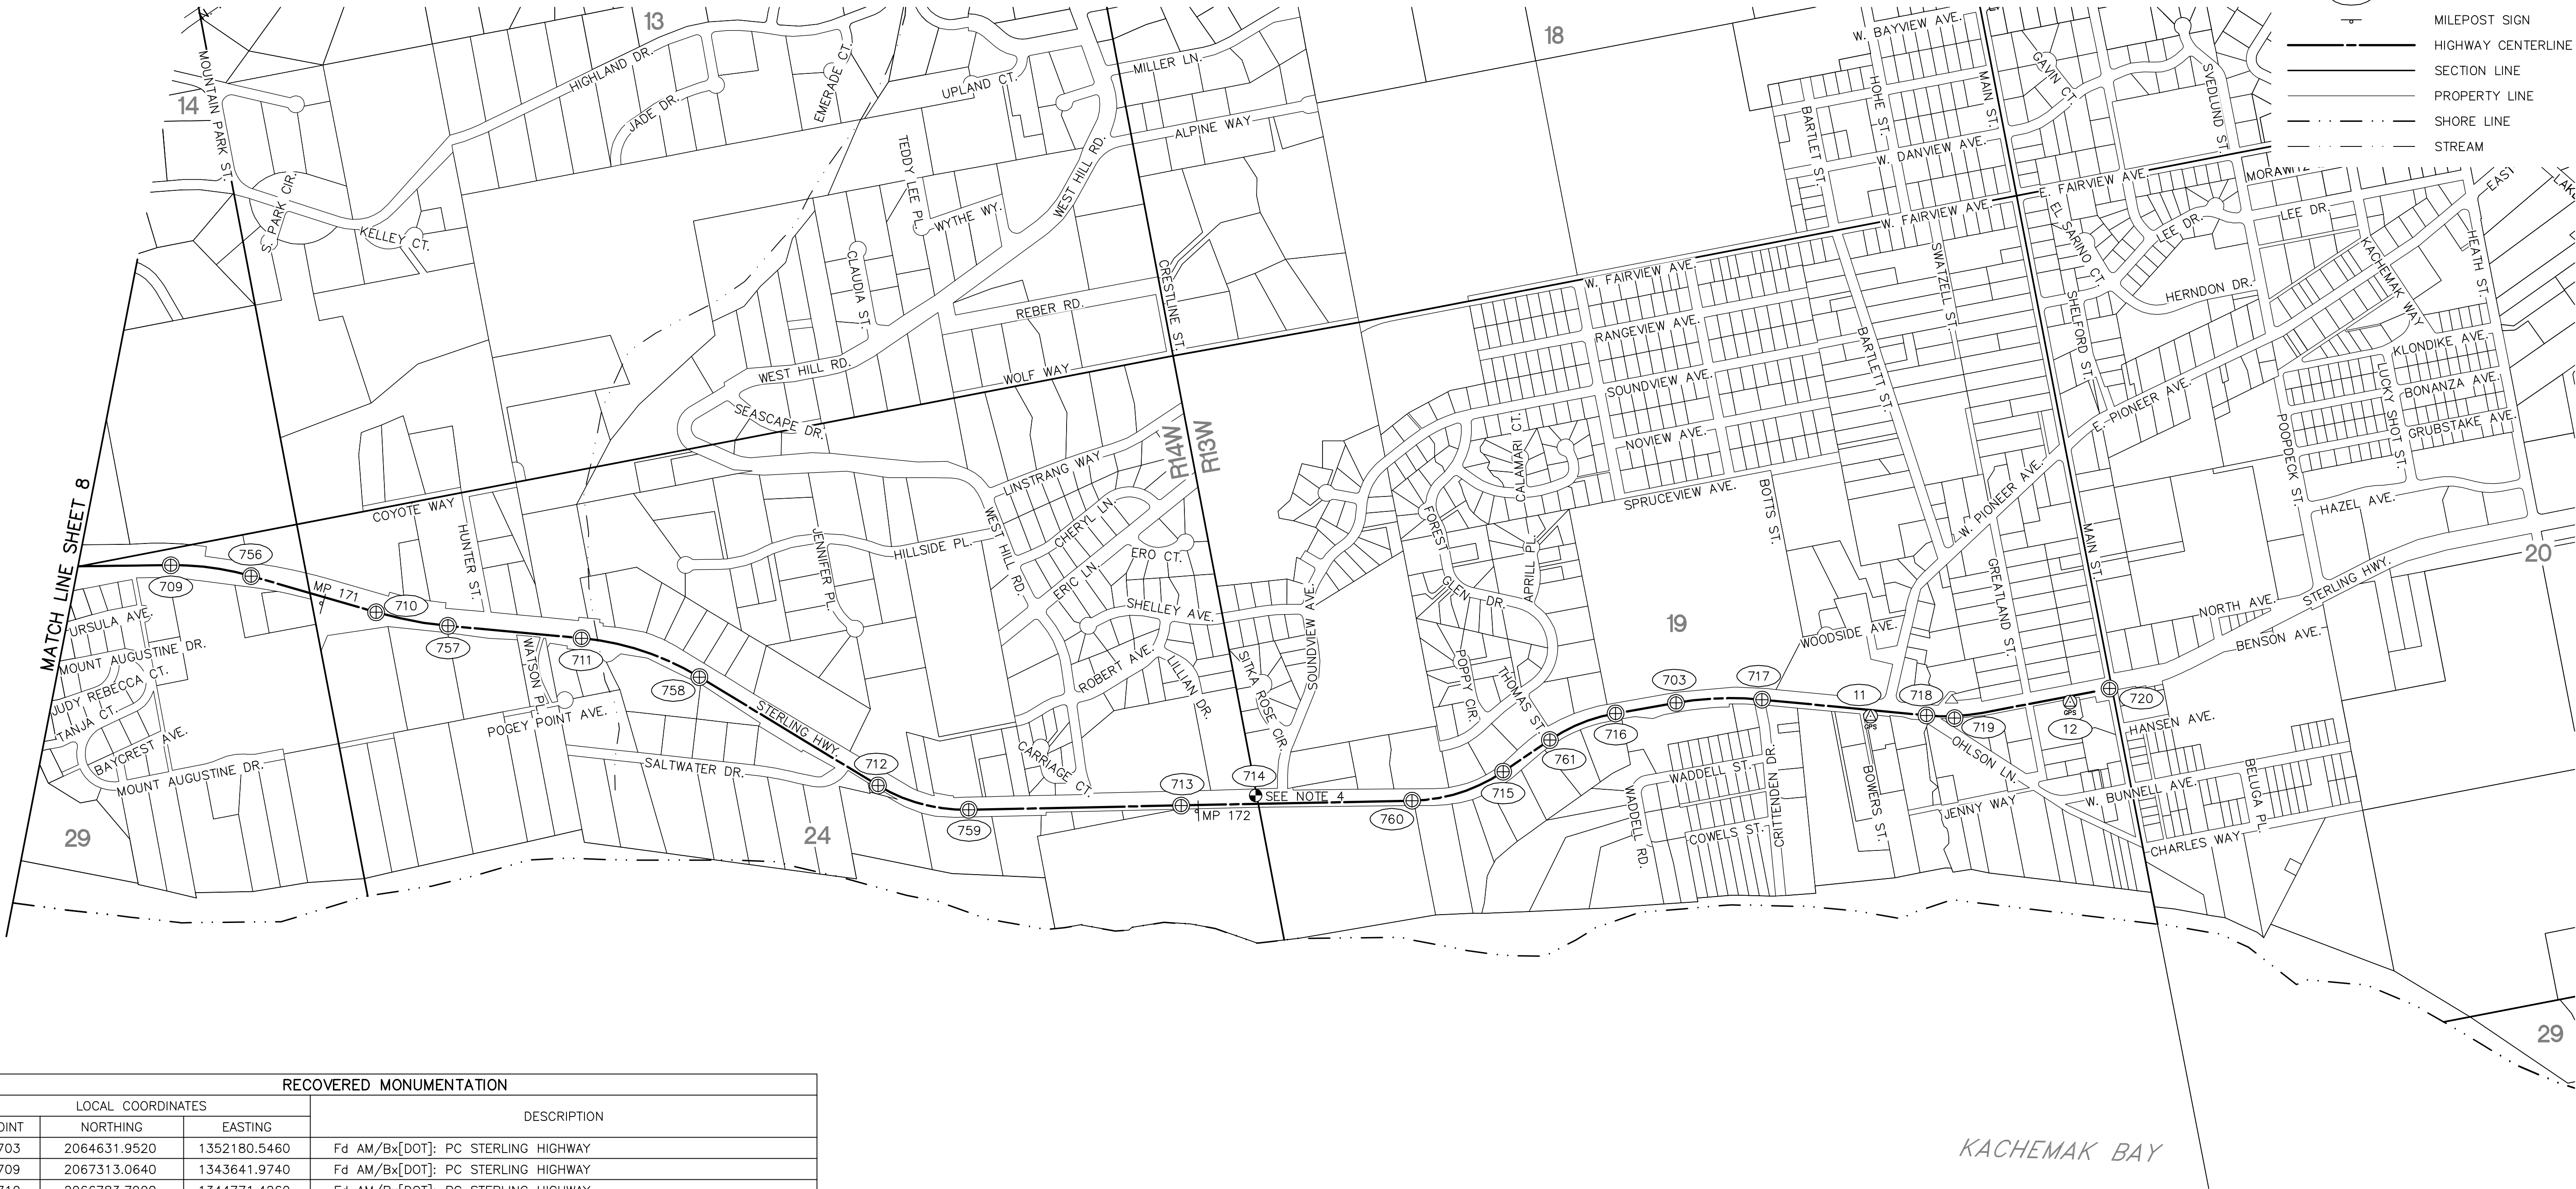 13
18
14
MOUNTAIN PARK ST.
HIGHLAND DR.
JADE DR.
EMERADE CT.
UPLAND CT.
MILLER LN.
ALPINE WAY
WEST HILL RD.
TEDDY LEE PL.
WYTHE WY.
S. PARK CIR.
KELLEY CT.
CLAUDIA ST.
REBER RD.
CRESTLINE ST.
WEST HILL RD.
WOLF WAY
SEASCAPE DR.
R14W
R13W
W. BAYVIEW AVE.
HOHE ST.
MAIN ST.
GAVIN CT.
SVEDLUND ST.
BARTLET ST.
W. DANVIEW AVE.
W. FAIRVIEW AVE.
E. FAIRVIEW AVE.
MORAWITZ
EASY
LEE DR.
LEE DR.
EL SARINO CT.
HERNDON DR.
KACHEMAK WAY
HEATH ST.
SWATZELL ST.
SHELFORD ST.
W. FAIRVIEW AVE.
RANGEVIEW AVE.
SOUNDVIEW AVE.
NOVIEW AVE.
SPRUCEVIEW AVE.
BARTLETT ST.
KLONDIKE AVE.
BONANZA AVE.
GRUBSTAKE AVE.
LUCKY SHOT ST.
POOPDECK ST.
HAZEL AVE.
E. PIONEER AVE.
W. PIONEER AVE.
MILEPOST SIGN
HIGHWAY CENTERLINE
SECTION LINE
PROPERTY LINE
SHORE LINE
STREAM
MATCH LINE SHEET 8
COYOTE WAY
HUNTER ST.
JENNIFER PL.
HILLSIDE PL.
WEST HILL RD.
LINSTRANG WAY
CHERYL LN.
ERO CT.
ERIC LN.
SHELLEY AVE.
ROBERT AVE.
LILLIAN DR.
SITKA ROSE CIR.
SOUNDVIEW AVE.
CALAMARI CT.
FOREST
GLEN DR.
APRILL PL.
POPPY CIR.
THOMAS ST.
BOTTS ST.
WOODSIDE AVE.
GREATLAND ST.
MAIN ST.
NORTH AVE.
STERLING HWY.
BENSON AVE.
20
19
709
756
MP 171
710
757
711
758
712
759
713
714
SEE NOTE 4
MP 172
760
715
761
716
703
717
11
GPS
718
719
12
GPS
720
URSULA AVE.
MOUNT AUGUSTINE DR.
JUDY REBECCA CT.
TANJA CT.
BAYCREST AVE.
MOUNT AUGUSTINE DR.
WATSON PL.
POGEY POINT AVE.
SALTWATER DR.
STERLING HWY.
CARRIAGE CT.
WADDELL ST.
WADDELL RD.
COWELS ST.
CRITTENDEN DR.
BOWERS ST.
OHLSON LN.
JENNY WAY
W. BUNNELL AVE.
HANSEN AVE.
BELUGA PL.
CHARLES WAY
29
24
29
KACHEMAK BAY
RECOVERED MONUMENTATION
LOCAL COORDINATES
DESCRIPTION
OINT NORTHING EASTING
703 2064631.9520 1352180.5460 Fd AM/Bx[DOT]: PC STERLING HIGHWAY
709 2067313.0640 1343641.9740 Fd AM/Bx[DOT]: PC STERLING HIGHWAY